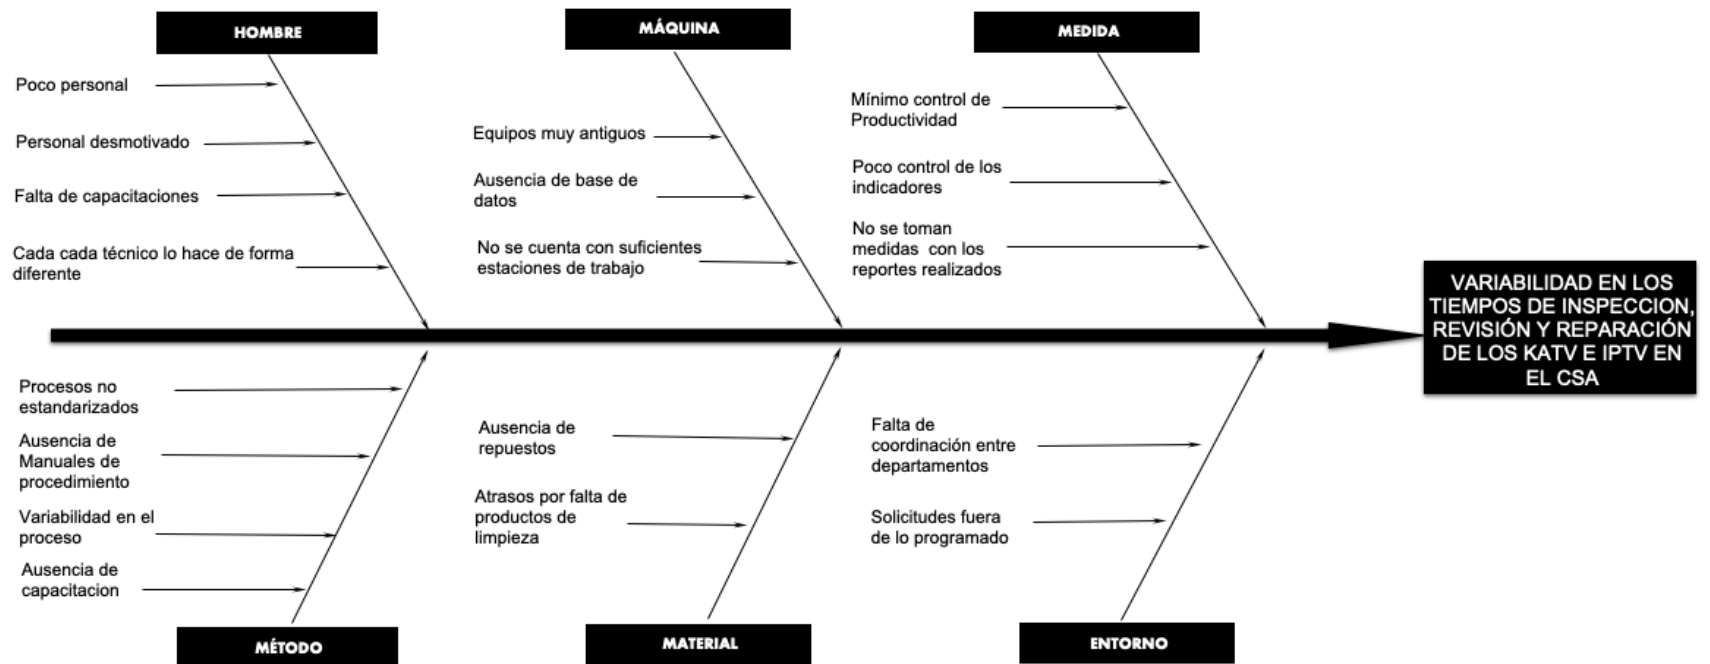 HOMBRE
Poco personal
Personal desmotivado
Falta de capacitaciones
Cada cada técnico lo hace de forma
diferente
MÁQUINA
Equipos muy antiguos
Ausencia de base de
datos
No se cuenta con suficientes
estaciones de trabajo
MEDIDA
Mínimo control de
Productividad
Poco control de los
indicadores
No se toman
medidas con los
reportes realizados
VARIABILIDAD EN LOS
TIEMPOS DE INSPECCION,
REVISIÓN Y REPARACIÓN
DE LOS KATV E IPTV EN
EL CSA
Procesos no
estandarizados
Ausencia de
Manuales de
procedimiento
Variabilidad en el
proceso
Ausencia de
capacitacion
MÉTODO
Ausencia de
repuestos
Atrasos por falta de
productos de
limpieza
MATERIAL
Falta de
coordinación entre
departamentos
Solicitudes fuera
de lo programado
ENTORNO